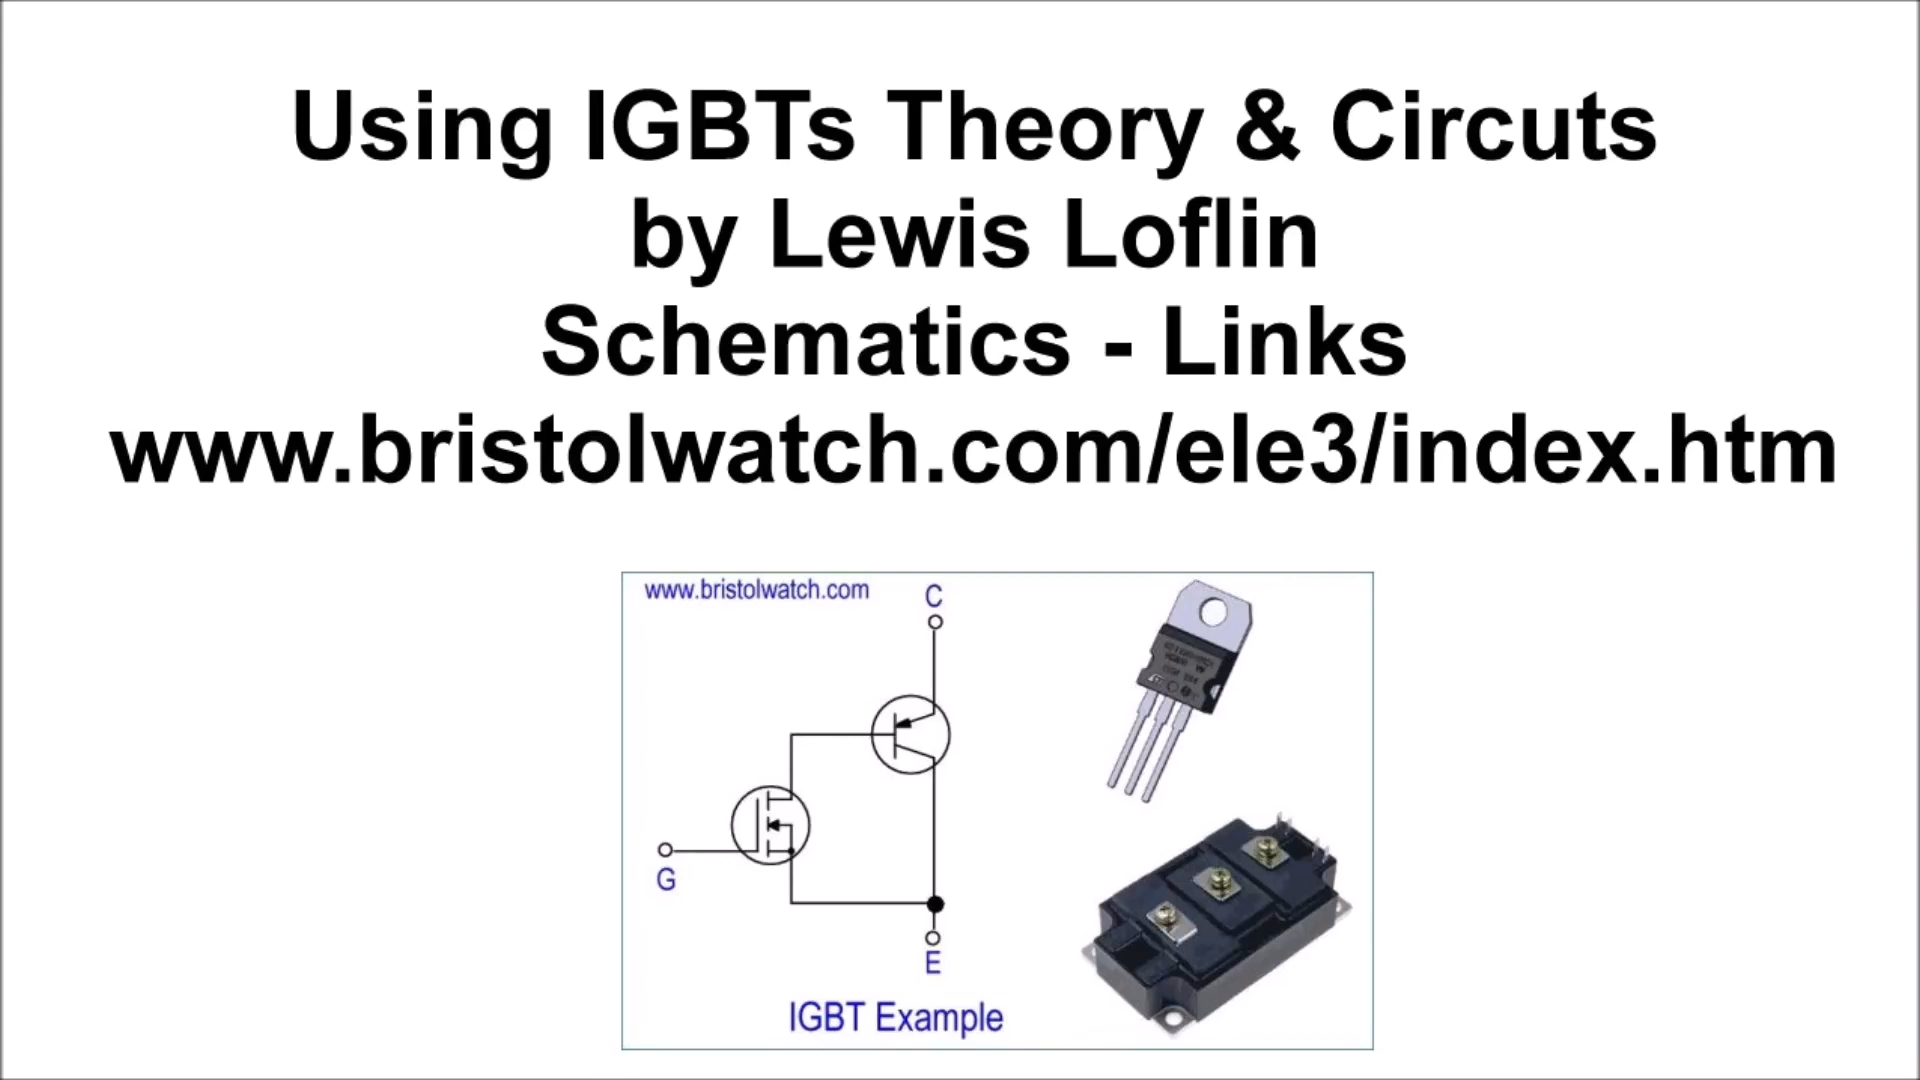 Using IGBTs Theory & Circuts
by Lewis Loflin
Schematics - Links
www.bristolwatch.com/ele3/index.htm
www.bristolwatch.com
C
G
E
IGBT Example